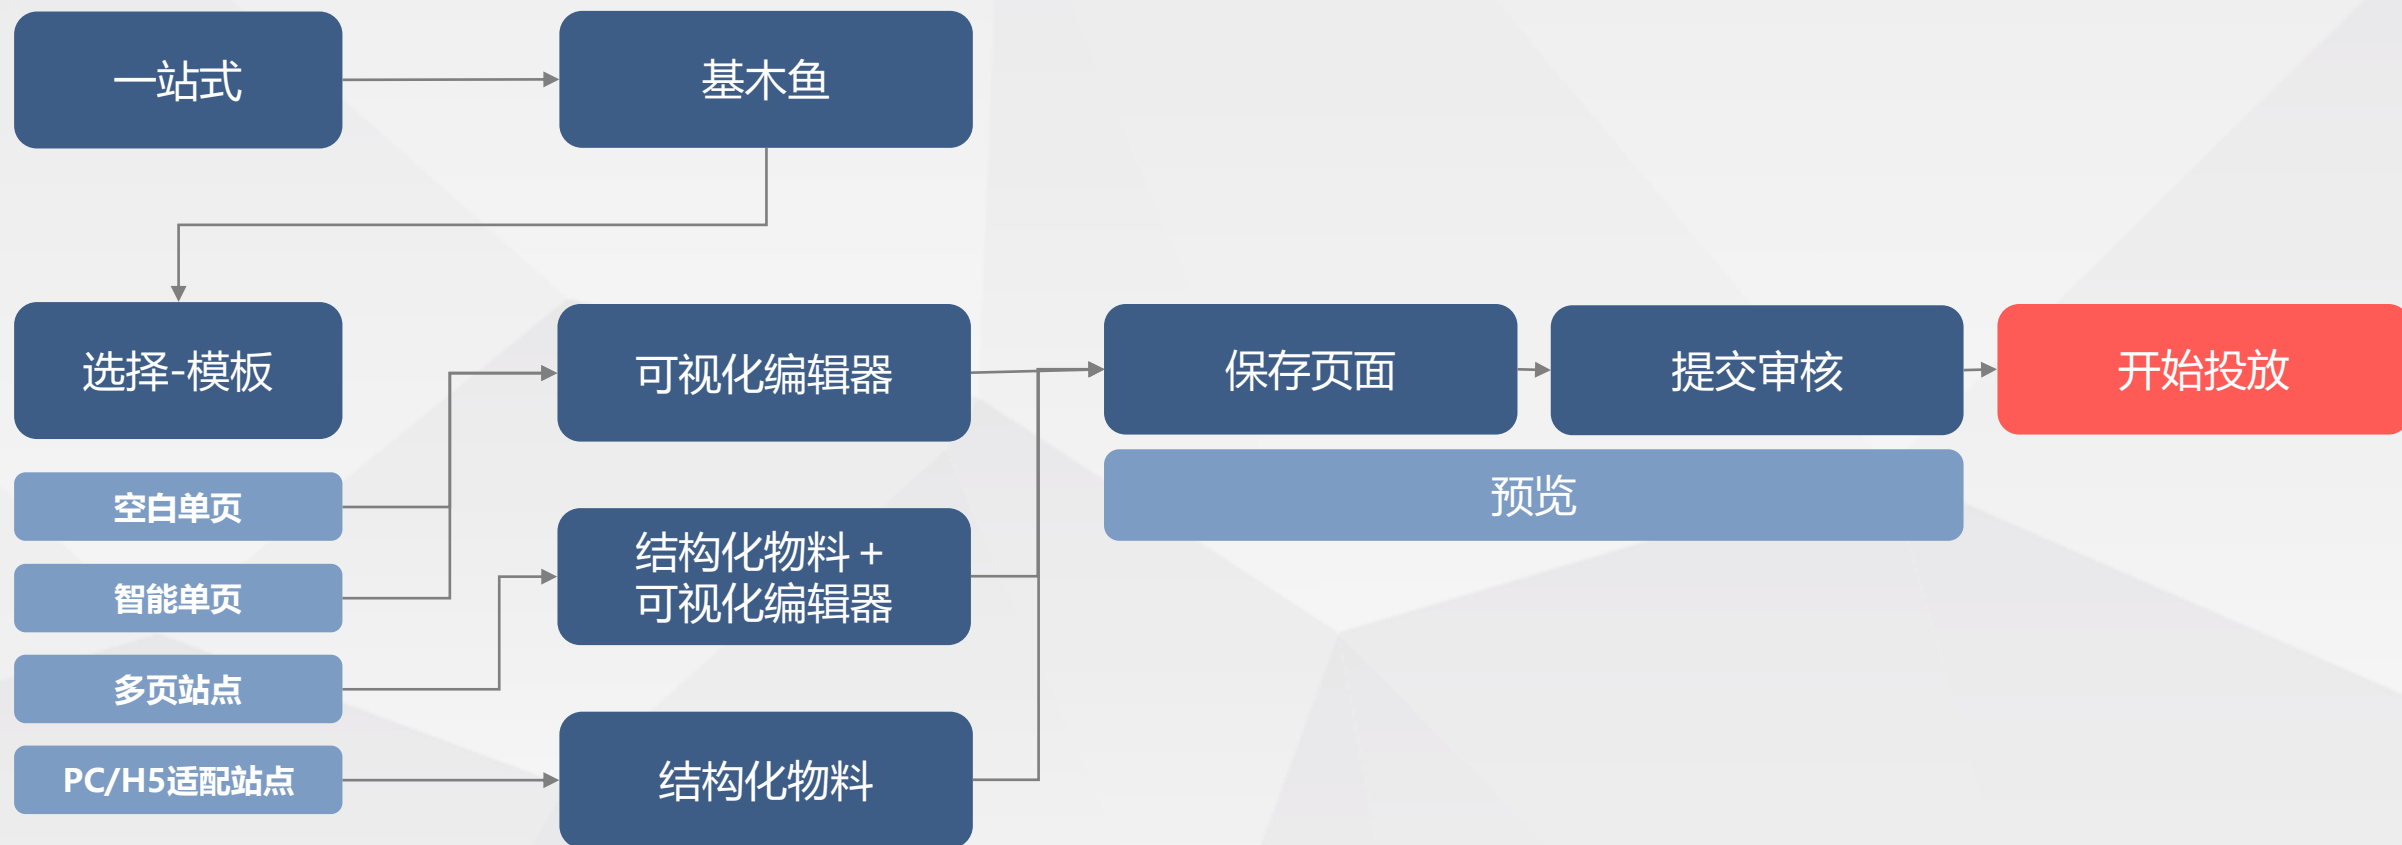 一站式
基木鱼
选择-模板
可视化编辑器
保存页面
提交审核
开始投放
空白单页
智能单页
多页站点
PC/H5适配站点
结构化物料 +
可视化编辑器
结构化物料
预览